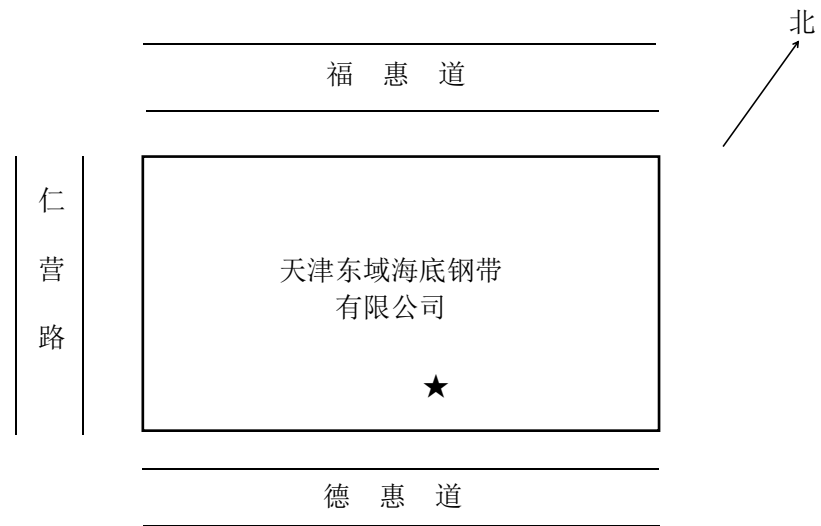 北
福惠道
仁营路
天津东域海底钢带
有限公司
德惠道